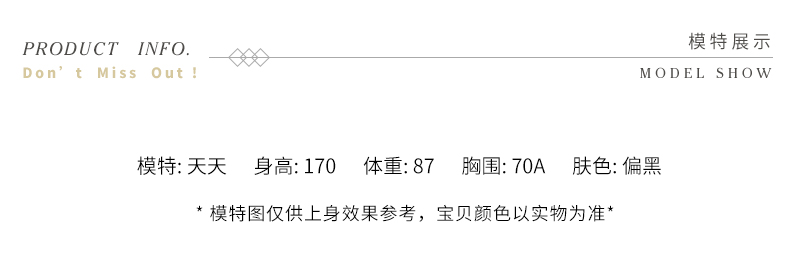 PRODUCT INFO.
Don't Miss Out!
模特展示
MODEL SHOW
模特: 天天 身高: 170 体重: 87 胸围: 70A 肤色: 偏黑
* 模特图仅供上身效果参考，宝贝颜色以实物为准*